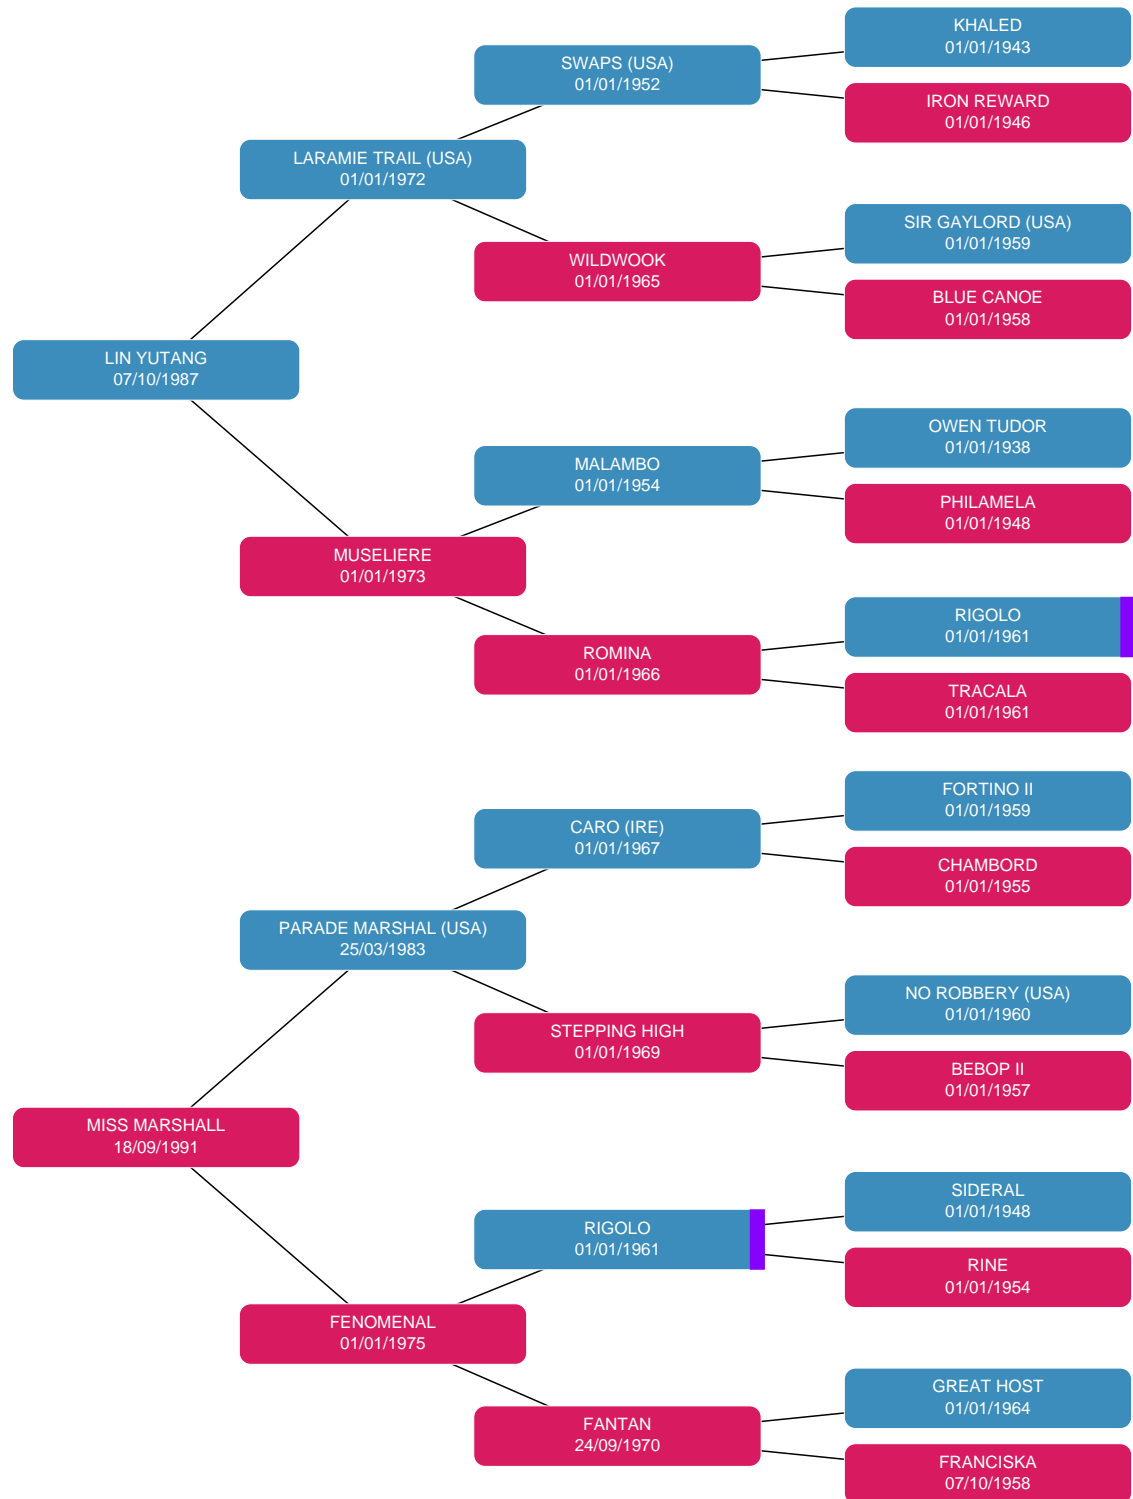 KHALED
01/01/1943
SWAPS (USA)
01/01/1952
IRON REWARD
01/01/1946
LARAMIE TRAIL (USA)
01/01/1972
SIR GAYLORD (USA)
01/01/1959
WILDWOOK
01/01/1965
BLUE CANOE
01/01/1958
LIN YUTANG
07/10/1987
OWEN TUDOR
01/01/1938
MALAMBO
01/01/1954
PHILAMELA
01/01/1948
MUSELIERE
01/01/1973
RIGOLO
01/01/1961
ROMINA
01/01/1966
TRACALA
01/01/1961
FORTINO II
01/01/1959
CARO (IRE)
01/01/1967
CHAMBORD
01/01/1955
PARADE MARSHAL (USA)
25/03/1983
NO ROBBERY (USA)
01/01/1960
STEPPING HIGH
01/01/1969
BEBOP II
01/01/1957
MISS MARSHALL
18/09/1991
SIDERAL
01/01/1948
RIGOLO
01/01/1961
RINE
01/01/1954
FENOMENAL
01/01/1975
GREAT HOST
01/01/1964
FANTAN
24/09/1970
FRANCISKA
07/10/1958